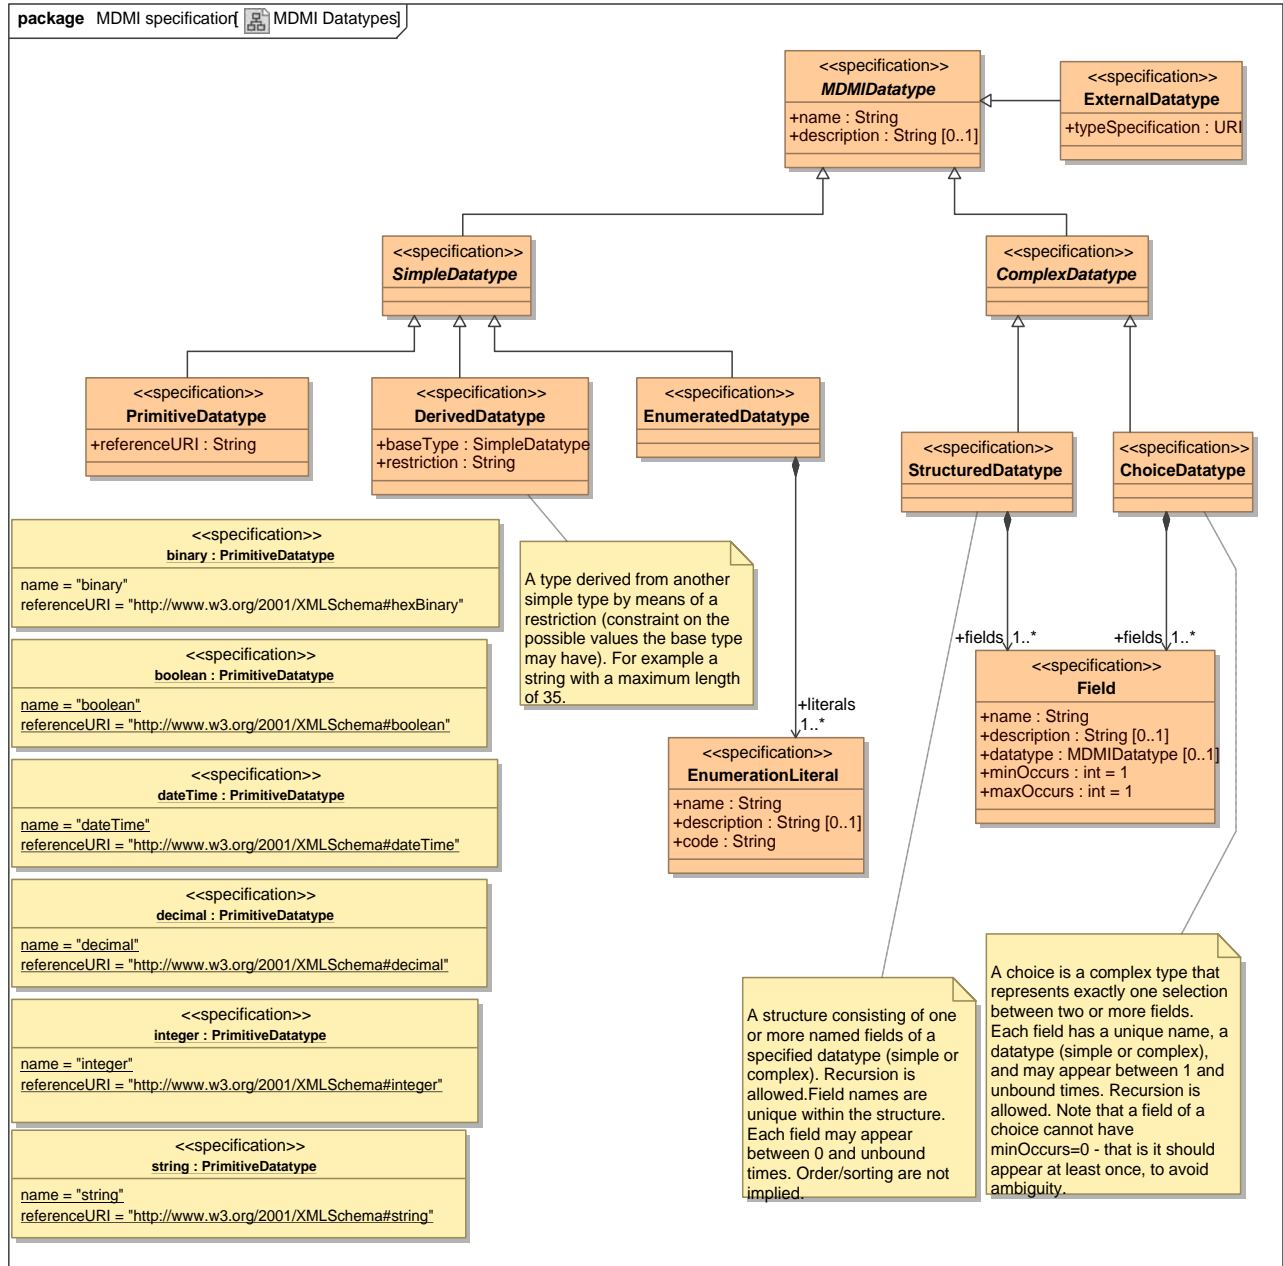 package MDMI specification[ MDMI Datatypes]
<<specification>>
MDMIDatatype
+name : String
+description : String [0..1]
<<specification>>
ExternalDatatype
+typeSpecification : URI
<<specification>>
SimpleDatatype
<<specification>>
ComplexDatatype
<<specification>>
PrimitiveDatatype
+referenceURI : String
<<specification>>
DerivedDatatype
+baseType : SimpleDatatype
+restriction : String
<<specification>>
EnumeratedDatatype
<<specification>>
StructuredDatatype
<<specification>>
ChoiceDatatype
<<specification>>
binary : PrimitiveDatatype
name = "binary"
referenceURI = "http://www.w3.org/2001/XMLSchema#hexBinary"
A type derived from another
simple type by means of a
restriction (constraint on the
possible values the base type
may have). For example a
string with a maximum length
of 35.
+fields 1..*
+fields 1..*
<<specification>>
boolean : PrimitiveDatatype
name = "boolean"
referenceURI = "http://www.w3.org/2001/XMLSchema#boolean"
+literals
1..*
<<specification>>
Field
+name : String
+description : String [0..1]
+datatype : MDMIDatatype [0..1]
+minOccurs : int = 1
+maxOccurs : int = 1
<<specification>>
EnumerationLiteral
+name : String
+description : String [0..1]
+code : String
<<specification>>
dateTime : PrimitiveDatatype
name = "dateTime"
referenceURI = "http://www.w3.org/2001/XMLSchema#dateTime"
<<specification>>
decimal : PrimitiveDatatype
name = "decimal"
referenceURI = "http://www.w3.org/2001/XMLSchema#decimal"
<<specification>>
integer : PrimitiveDatatype
name = "integer"
referenceURI = "http://www.w3.org/2001/XMLSchema#integer"
<<specification>>
string : PrimitiveDatatype
name = "string"
referenceURI = "http://www.w3.org/2001/XMLSchema#string"
A structure consisting of one
or more named fields of a
specified datatype (simple or
complex). Recursion is
allowed.Field names are
unique within the structure.
Each field may appear
between 0 and unbound
times. Order/sorting are not
implied.
A choice is a complex type that
represents exactly one selection
between two or more fields.
Each field has a unique name, a
datatype (simple or complex),
and may appear between 1 and
unbound times. Recursion is
allowed. Note that a field of a
choice cannot have
minOccurs=0 - that is it should
appear at least once, to avoid
ambiguity.